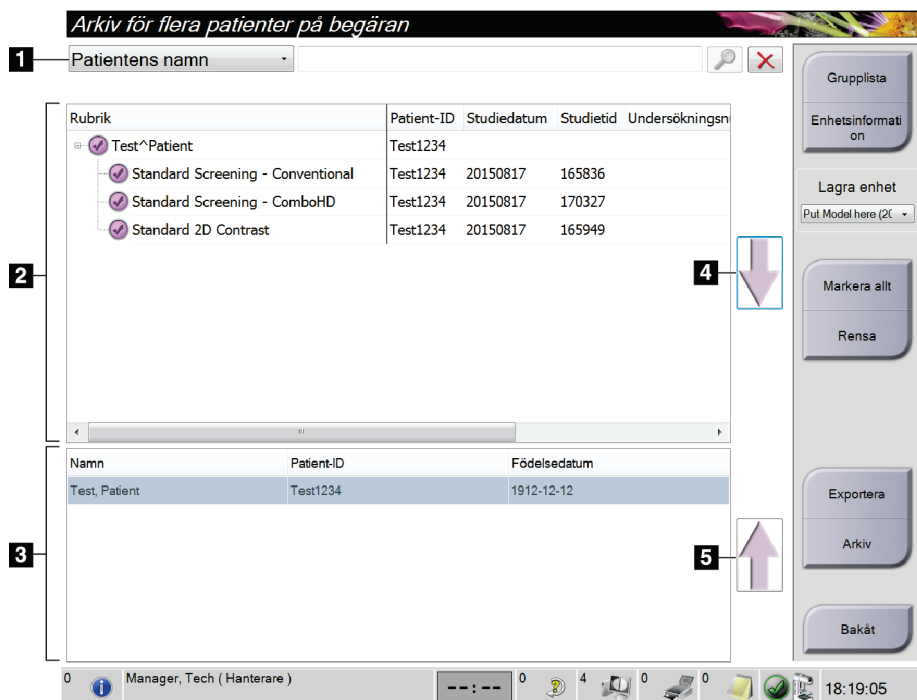 Arkiv för flera patienter på begäran
1 Patientens namn
Rubrik Patient-ID Studiedatum Studietid Undersökningsn
Test^Patient Test1234
Standard Screening - Conventional Test1234 20150817 165836
Standard Screening - ComboHD Test1234 20150817 170327
Standard 2D Contrast Test1234 20150817 165949
2
4
Namn Patient-ID Födelsedatum
Test, Patient Test1234 1912-12-12
3
5
Grupplista
Enhetsinformati
on
Lagra enhet
Put Model here (20
Markera allt
Rensa
Exportera
Arkiv
Bakåt
0 Manager, Tech ( Hanterare ) --:-- 0 4 0 0 18:19:05